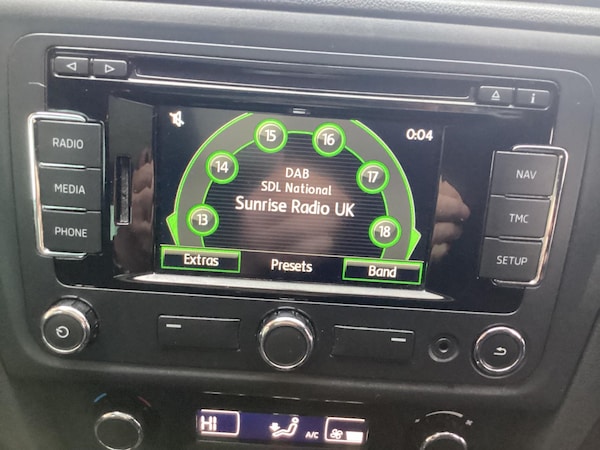 i
RADIO
MEDIA
PHONE
0:04
15
16
14
17
13
18
DAB
SDL National
Sunrise Radio UK
Extras
Presets
Band
NAV
TMC
SETUP
HI
A/C